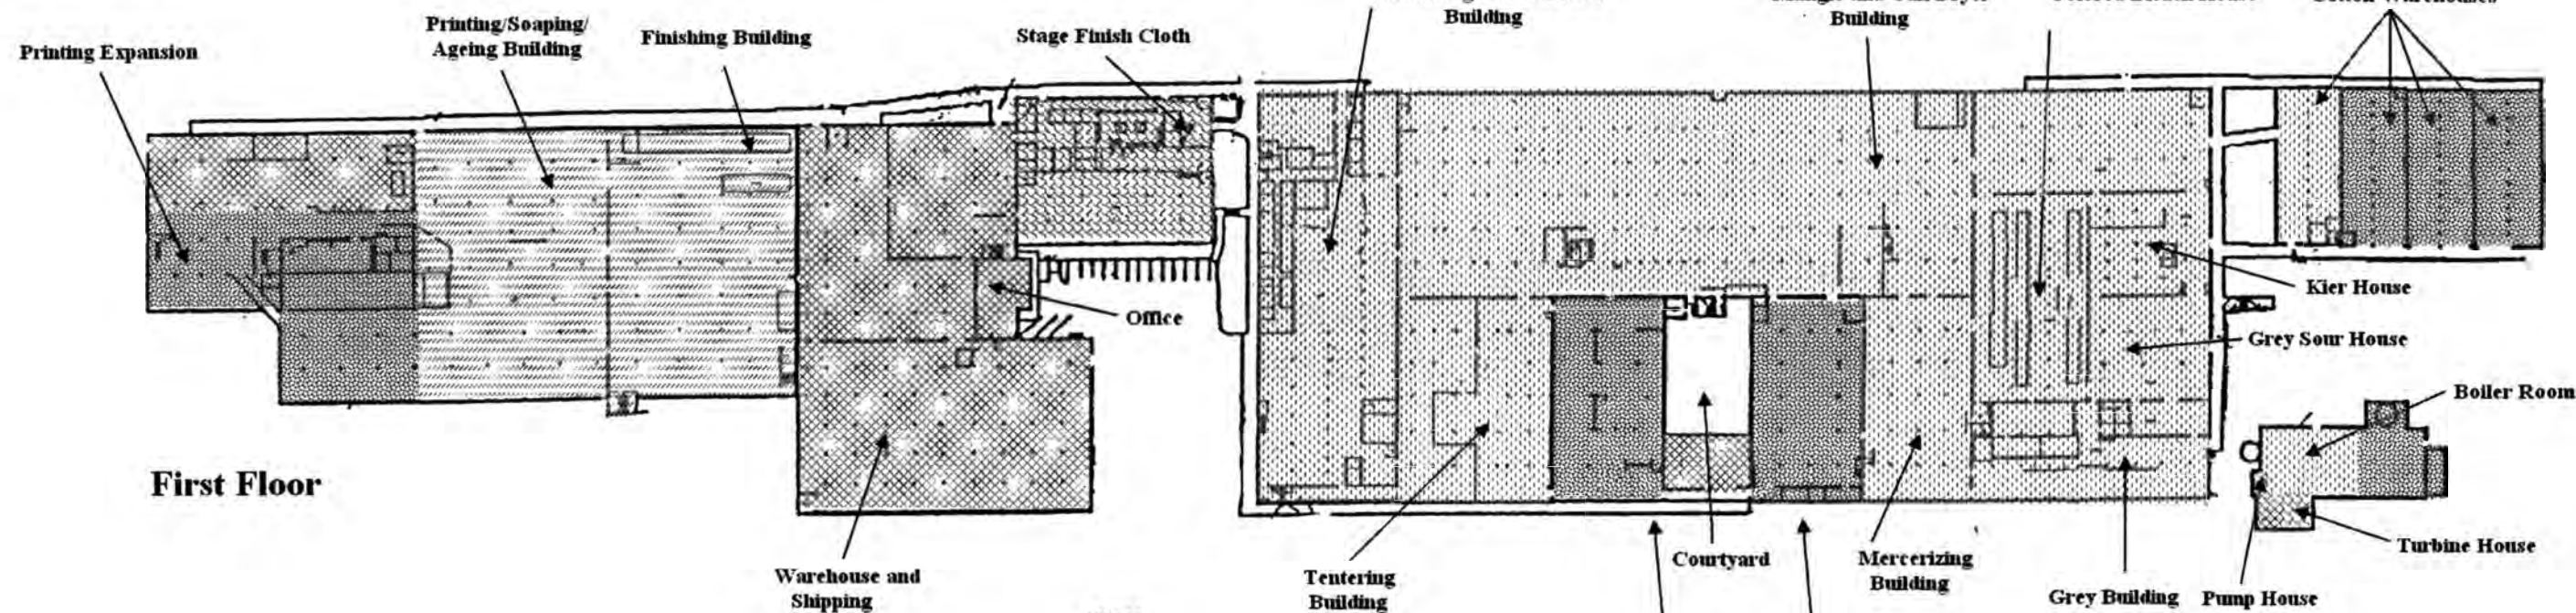 Building
Building
Printing/Soaping/
Ageing Building
Printing Expansion
Finishing Building
Stage Finish Cloth
Office
Kier House
Grey Sour House
Boiler Room
First Floor
Turbine House
Courtyard
Mercerizing
Building
Warehouse and
Shipping
Tentering
Building
Grey Building
Pump House